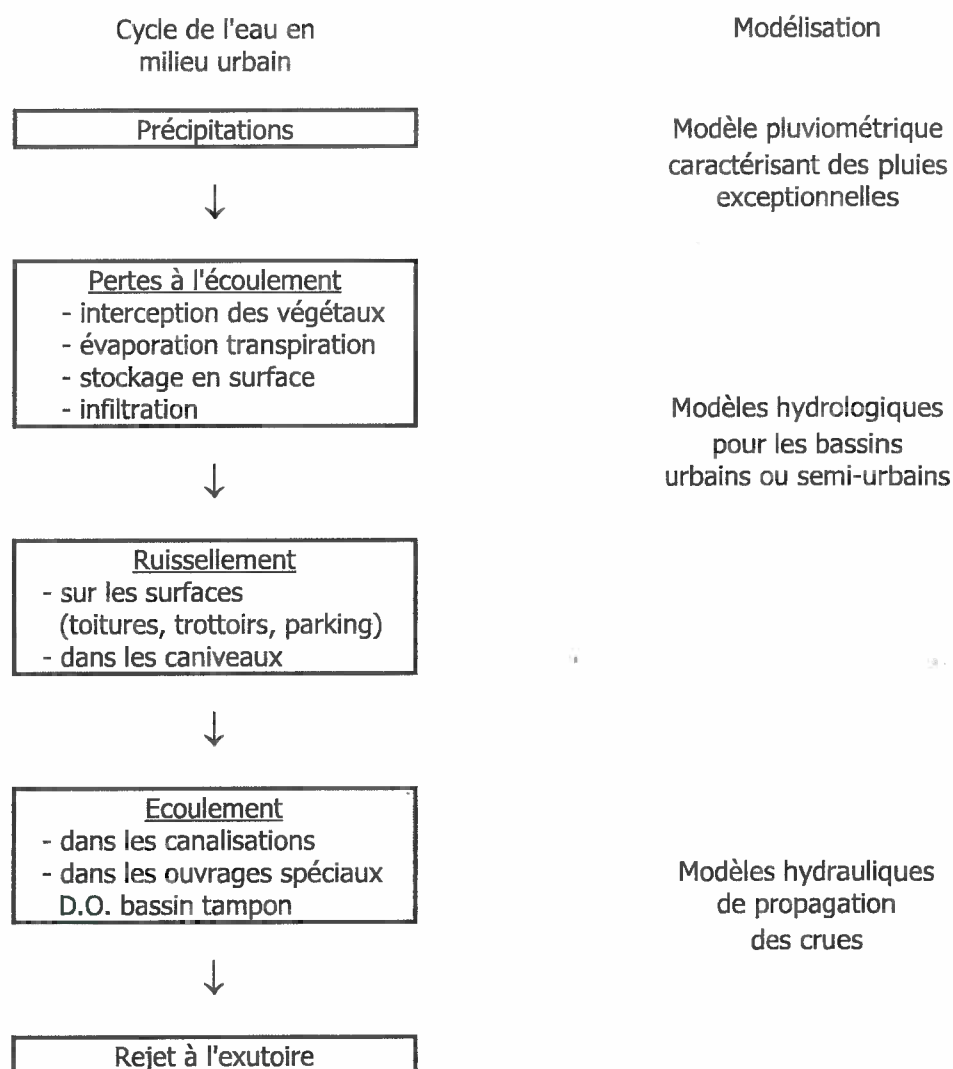 Cycle de l'eau en
milieu urbain
Modélisation
Précipitations
Modèle pluviométrique
caractérisant des pluies
exceptionnelles
Pertes à l'écoulement
- interception des végétaux
- évaporation transpiration
- stockage en surface
- infiltration
Modèles hydrologiques
pour les bassins
urbains ou semi-urbains
Ruissellement
- sur les surfaces
(toitures, trottoirs, parking)
- dans les caniveaux
Ecoulement
- dans les canalisations
- dans les ouvrages spéciaux
D.O. bassin tampon
Modèles hydrauliques
de propagation
des crues
Rejet à l'exutoire